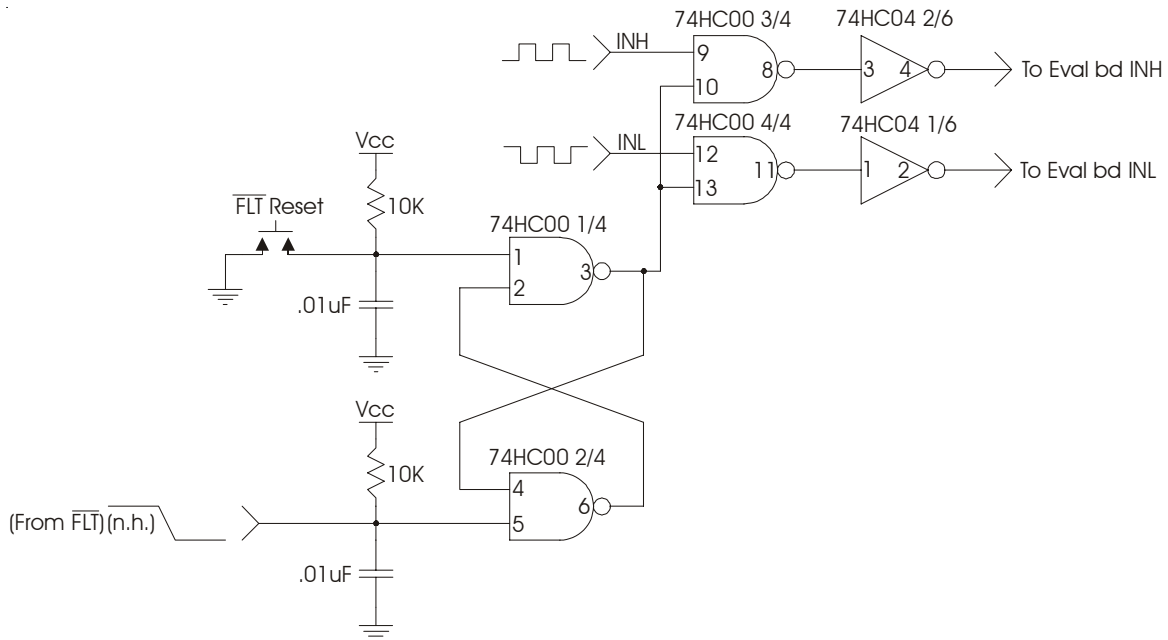 74HC00 3/4
74HC04 2/6
INH
9
10
8
3
4
To Eval bd INH
74HC00 4/4
74HC04 1/6
INL
12
13
11
1
2
To Eval bd INL
Vcc
10K
FLT Reset
74HC00 1/4
1
2
3
.01uF
Vcc
10K
74HC00 2/4
4
5
6
(From FLT)(n.h.)
.01uF